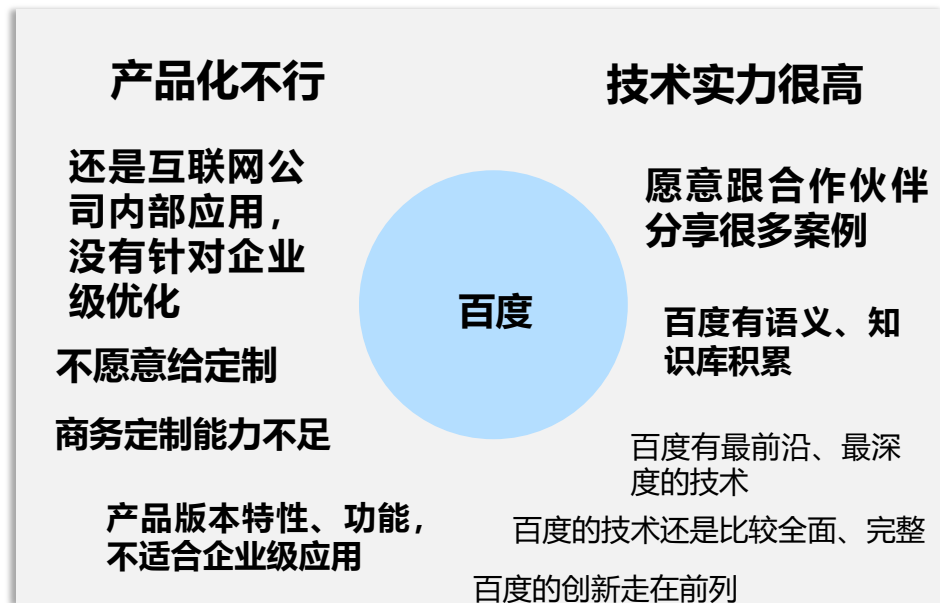 产品化不行
还是互联网公
司内部应用，
没有针对企业
级优化
不愿意给定制
商务定制能力不足
产品版本特性、功能，
不适合企业级应用
百度
技术实力很高
愿意跟合作伙伴
分享很多案例
百度有语义、知
识库积累
百度有最前沿、最深
度的技术
百度的技术还是比较全面、完整
百度的创新走在前列